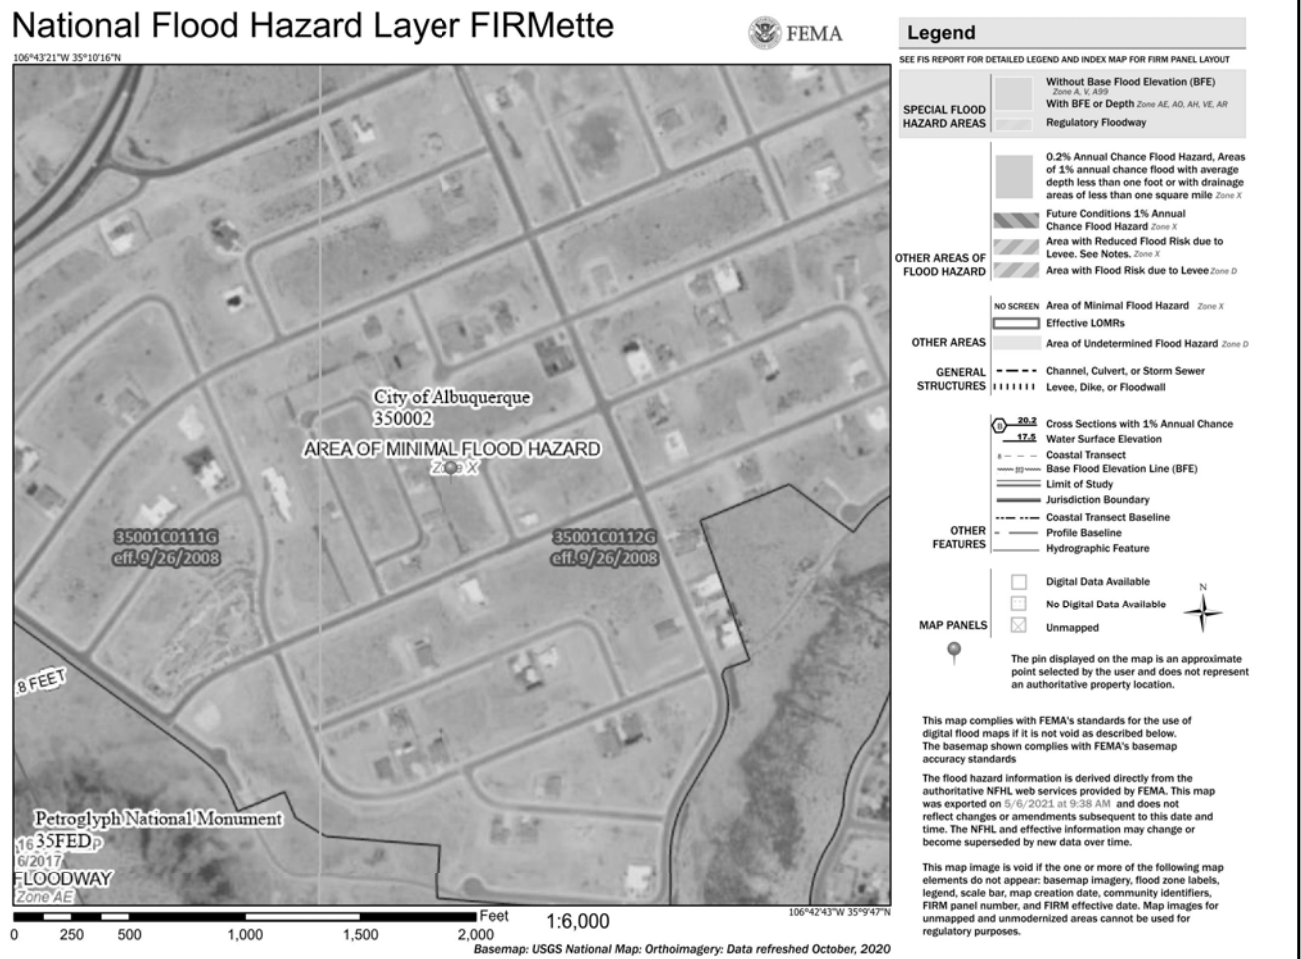 National Flood Hazard Layer FIRMette
FEMA
Legend
106°43'21"W 35°10'16"N
SEE FIS REPORT FOR DETAILED LEGEND AND INDEX MAP FOR FIRM PANEL LAYOUT
SPECIAL FLOOD
HAZARD AREAS
Without Base Flood Elevation (BFE)
Zone A, V, A99
With BFE or Depth Zone AE, AO, AH, VE, AR
Regulatory Floodway
0.2% Annual Chance Flood Hazard, Areas
of 1% annual chance flood with average
depth less than one foot or with drainage
areas of less than one square mile Zone X
Future Conditions 1% Annual
Chance Flood Hazard Zone X
Area with Reduced Flood Risk due to
Levee. See Notes. Zone X
Area with Flood Risk due to Levee Zone D
OTHER AREAS OF
FLOOD HAZARD
NO SCREEN Area of Minimal Flood Hazard Zone X
Effective LOMRs
Area of Undetermined Flood Hazard Zone D
OTHER AREAS
GENERAL
STRUCTURES
Channel, Culvert, or Storm Sewer
Levee, Dike, or Floodwall
B 20.2 Cross Sections with 1% Annual Chance
17.5 Water Surface Elevation
8 Coastal Transect
Base Flood Elevation Line (BFE)
Limit of Study
Jurisdiction Boundary
Coastal Transect Baseline
OTHER
FEATURES
Profile Baseline
Hydrographic Feature
Digital Data Available
No Digital Data Available
Unmapped
MAP PANELS
N
The pin displayed on the map is an approximate
point selected by the user and does not represent
an authoritative property location.
This map complies with FEMA's standards for the use of
digital flood maps if it is not void as described below.
The basemap shown complies with FEMA's basemap
accuracy standards
The flood hazard information is derived directly from the
authoritative NFHL web services provided by FEMA. This map
was exported on 5/6/2021 at 9:38 AM and does not
reflect changes or amendments subsequent to this date and
time. The NFHL and effective information may change or
become superseded by new data over time.
This map image is void if the one or more of the following map
elements do not appear: basemap imagery, flood zone labels,
legend, scale bar, map creation date, community identifiers,
FIRM panel number, and FIRM effective date. Map images for
unmapped and unmodernized areas cannot be used for
regulatory purposes.
City of Albuquerque
350002
AREA OF MINIMAL FLOOD HAZARD
Zone X
35001C0111G
eff. 9/26/2008
35001C0112G
eff. 9/26/2008
.8 FEET
Petroglyph National Monument
35FED
6/2017
FLOODWAY
Zone AE
106°42'43"W 35°9'47"N
Feet
1:6,000
0 250 500 1,000 1,500 2,000
Basemap: USGS National Map: Orthoimagery: Data refreshed October, 2020